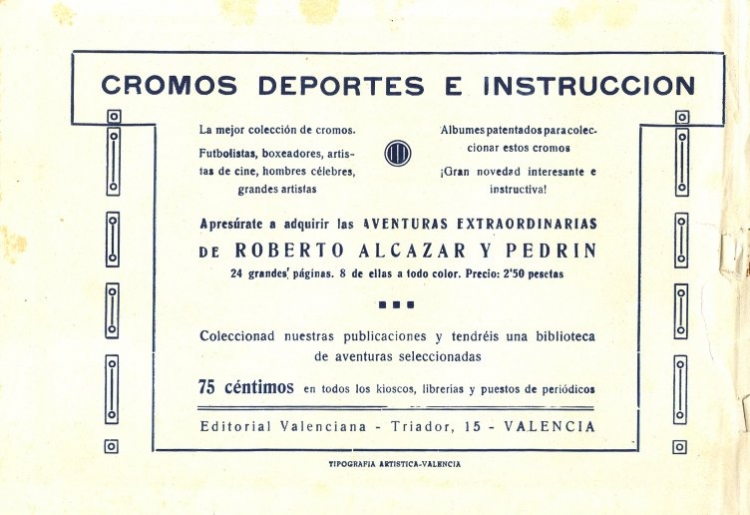 CROMOS DEPORTES E INSTRUCCION
La mejor colección de cromos.
Futbolistas, boxeadores, artis-
tas de cine, hombres célebres,
grandes artistas
Albumes patentados para colec-
cionar estos cromos
¡Gran novedad interesante e
instructiva!
Apresúrate a adquirir las AVENTURAS EXTRAORDINARIAS
DE ROBERTO ALCAZAR Y PEDRIN
24 grandes' páginas. 8 de ellas a todo color. Precio: 2'50 pesetas
Coleccionad nuestras publicaciones y tendréis una biblioteca
de aventuras seleccionadas
75 céntimos en todos los kioscos, librerias y puestos de periódicos
Editorial Valenciana - Triador, 15 - VALENCIA
TIPOGRAFIA ARTISTICA-VALENCIA